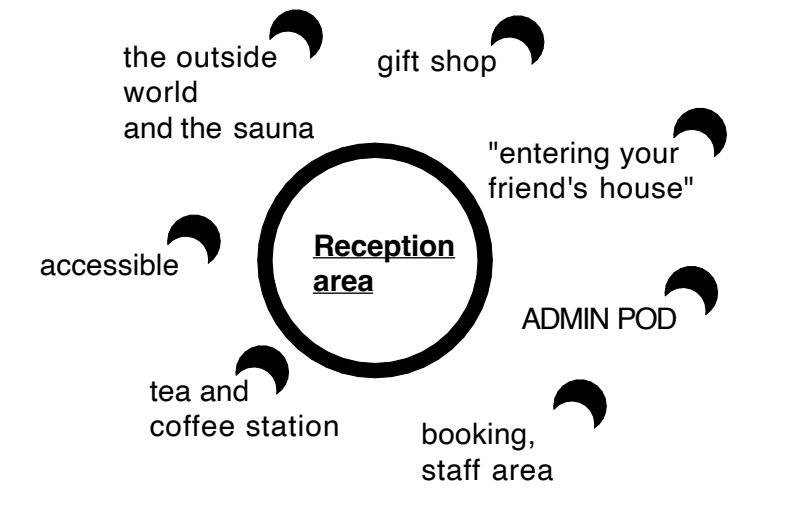 the outside
world
and the sauna
gift shop
"entering your
friend's house"
accessible
Reception
area
ADMIN POD
tea and
coffee station
booking,
staff area